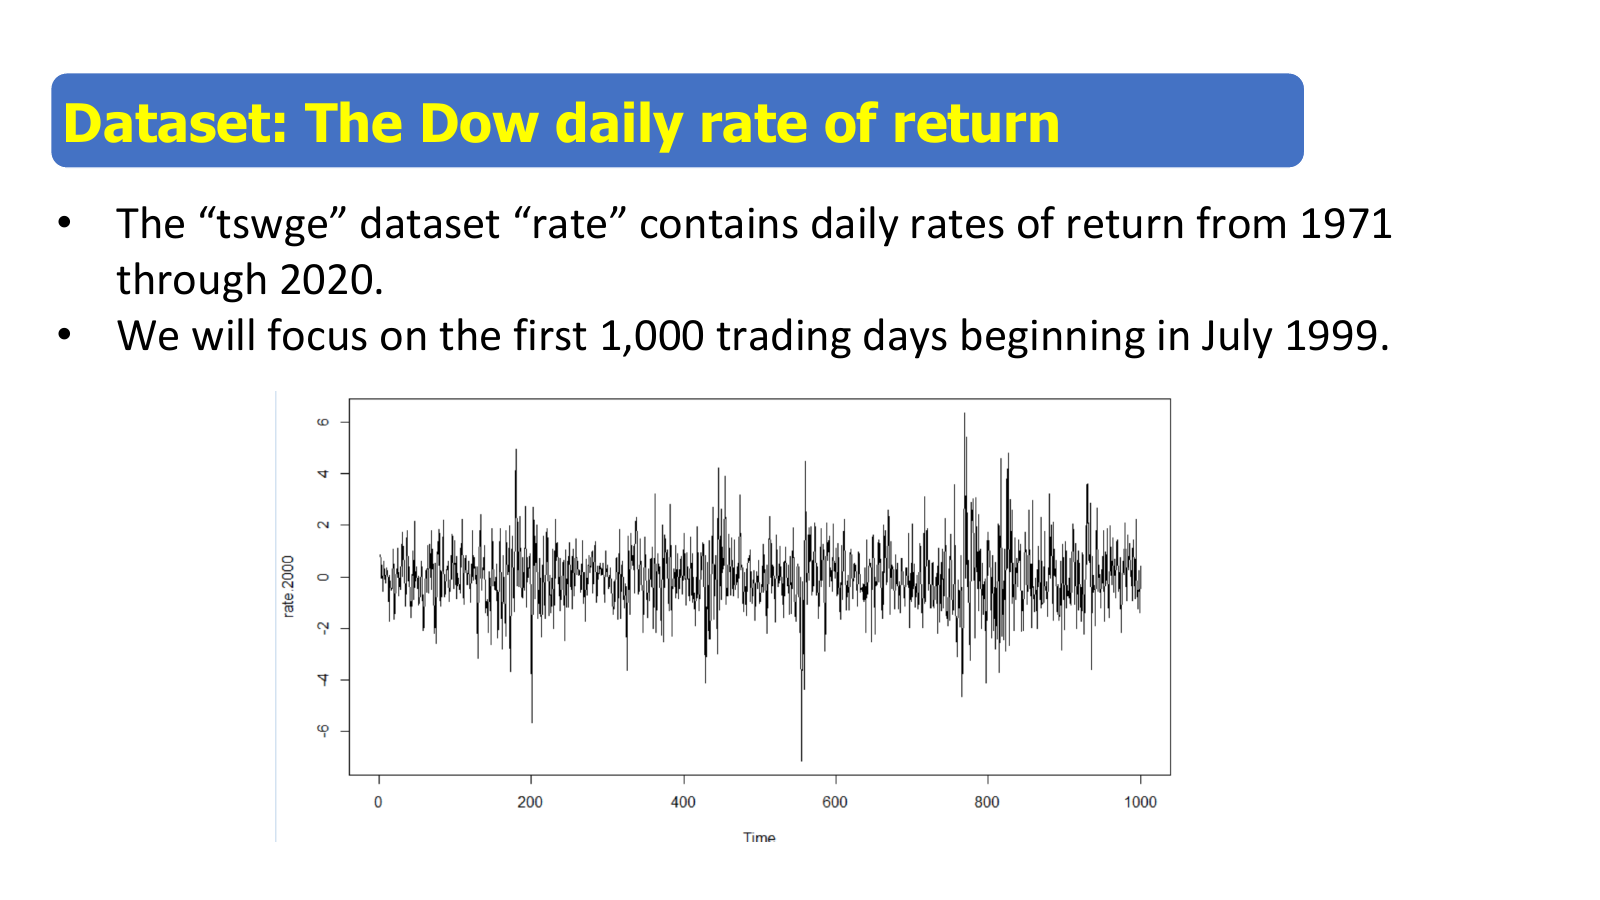 Dataset: The Dow daily rate of return
• The “tswge” dataset “rate” contains daily rates of return from 1971
through 2020.
• We will focus on the first 1,000 trading days beginning in July 1999.
6
4
2
0
-2
-4
-6
rate.2000
0 200 400 600 800 1000
Time